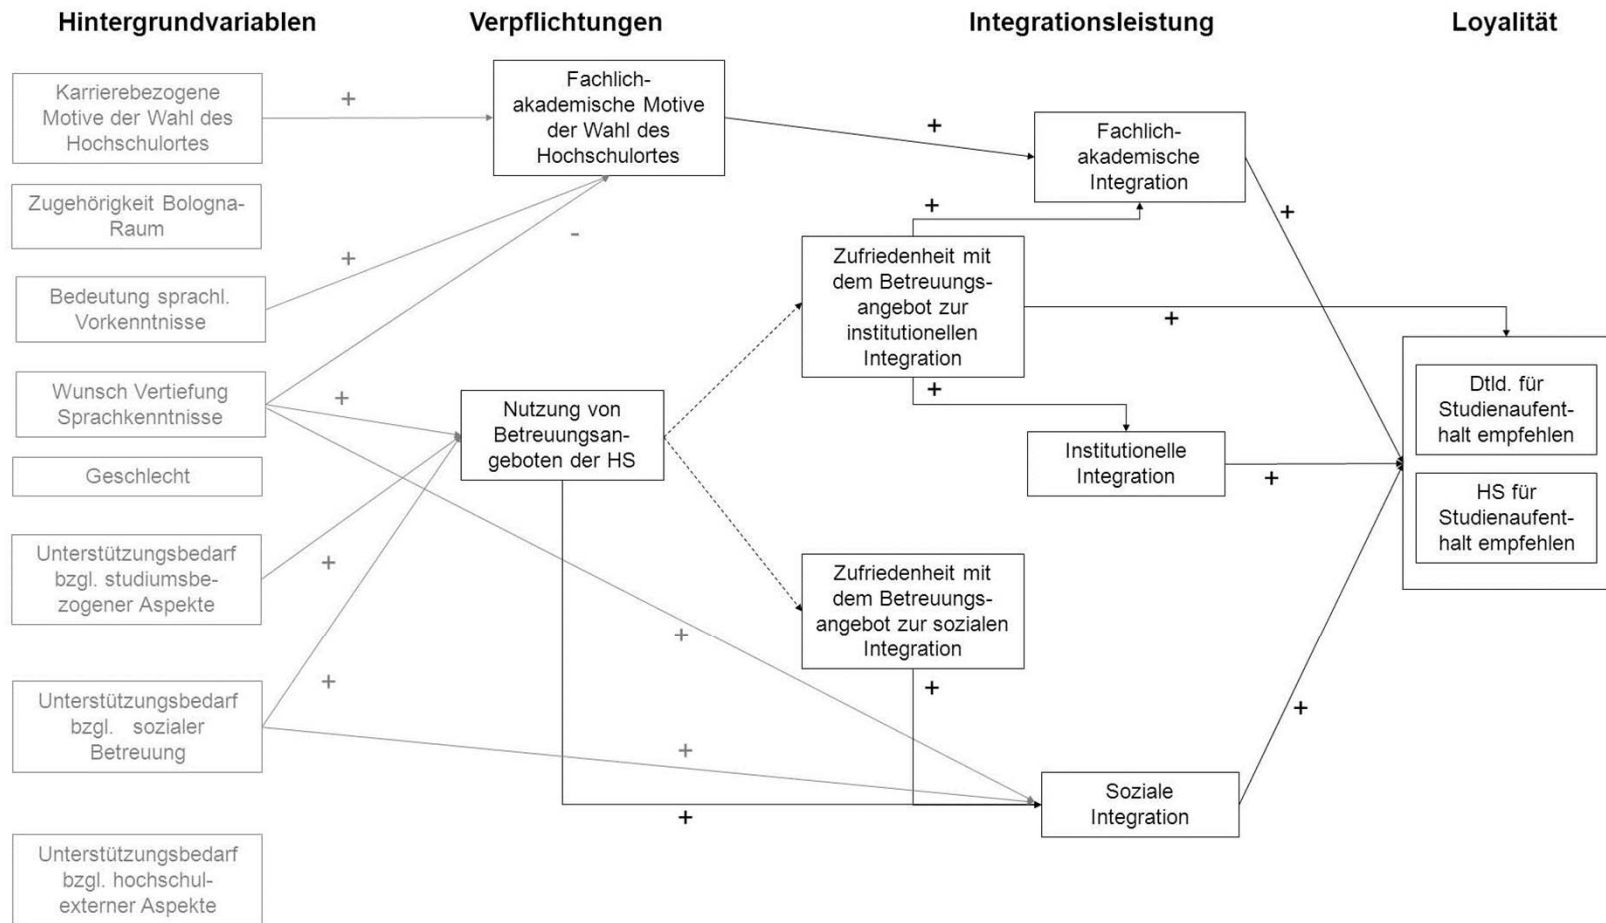 Hintergrundvariablen
Verpflichtungen
Integrationsleistung
Loyalität
Karrierebezogene
Motive der Wahl des
Hochschulortes
+
Fachlich-
akademische Motive
der Wahl des
Hochschulortes
+
Fachlich-
akademische
Integration
Zugehörigkeit Bologna-
Raum
+
-
+
+
Bedeutung sprachl.
Vorkenntnisse
Zufriedenheit mit
dem Betreuungs-
angebot zur
institutionellen
Integration
+
Wunsch Vertiefung
Sprachkenntnisse
+
Nutzung von
Betreuungsan-
geboten der HS
+
Institutionelle
Integration
+
Dtld. für
Studienaufent-
halt empfehlen
HS für
Studienaufent-
halt empfehlen
Geschlecht
Unterstützungsbedarf
bzgl. studiumsbe-
zogener Aspekte
+
Zufriedenheit mit
dem Betreuungs-
angebot zur sozialen
Integration
+
+
+
+
Unterstützungsbedarf
bzgl. sozialer
Betreuung
+
+
Soziale
Integration
Unterstützungsbedarf
bzgl. hochschul-
externer Aspekte